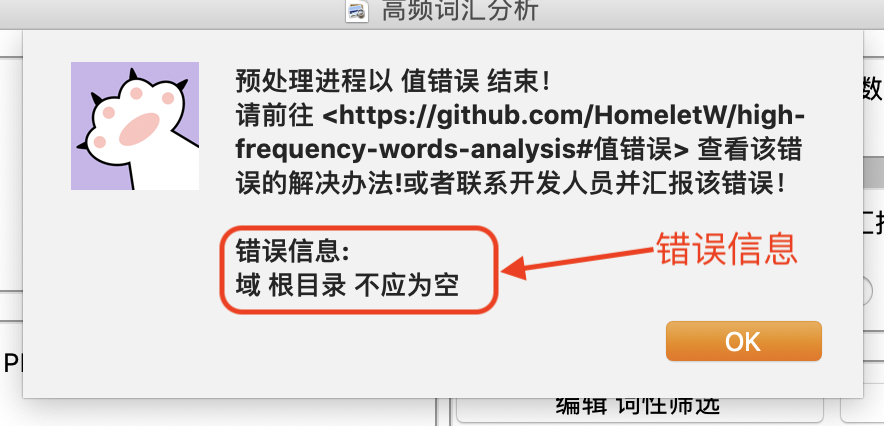 高频词汇分析
预处理进程以 值错误 结束！
请前往 <https://github.com/HomeletW/high-
frequency-words-analysis#值错误> 查看该错
误的解决办法!或者联系开发人员并汇报该错误！
错误信息:
域 根目录 不应为空
错误信息
OK
数
编辑 词性筛选